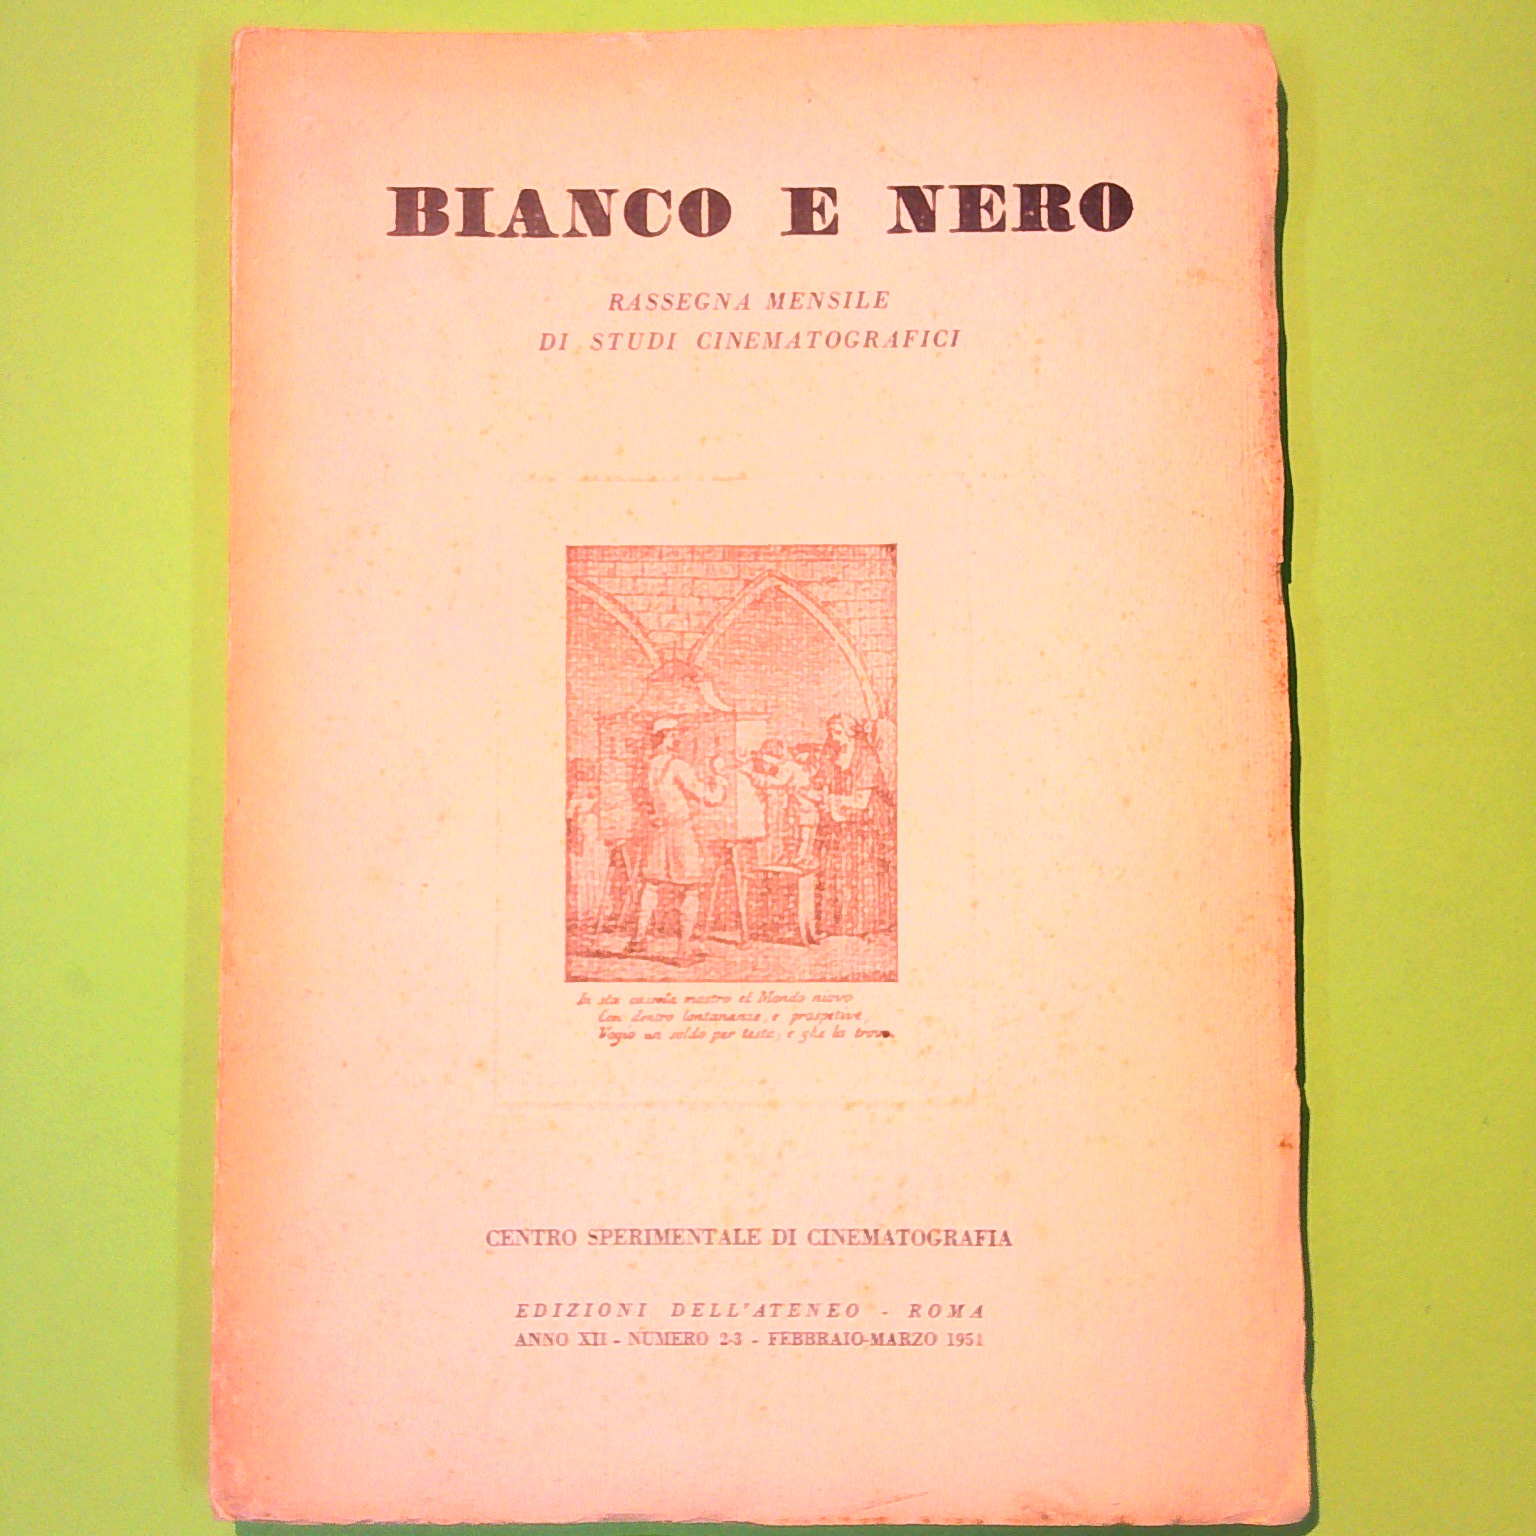 BIANCO E NERO
RASSEGNA MENSILE
DI STUDI CINEMATOGRAFICI
In sta cassela mostro el Mondo niovo
Con dentro lontananze, e prospetive,
Vogio un soldo per testa; e ghe la trovo.
CENTRO SPERIMENTALE DI CINEMATOGRAFIA
EDIZIONI DELL'ATENEO - ROMA
ANNO XII - NUMERO 2-3 - FEBBRAIO-MARZO 1951